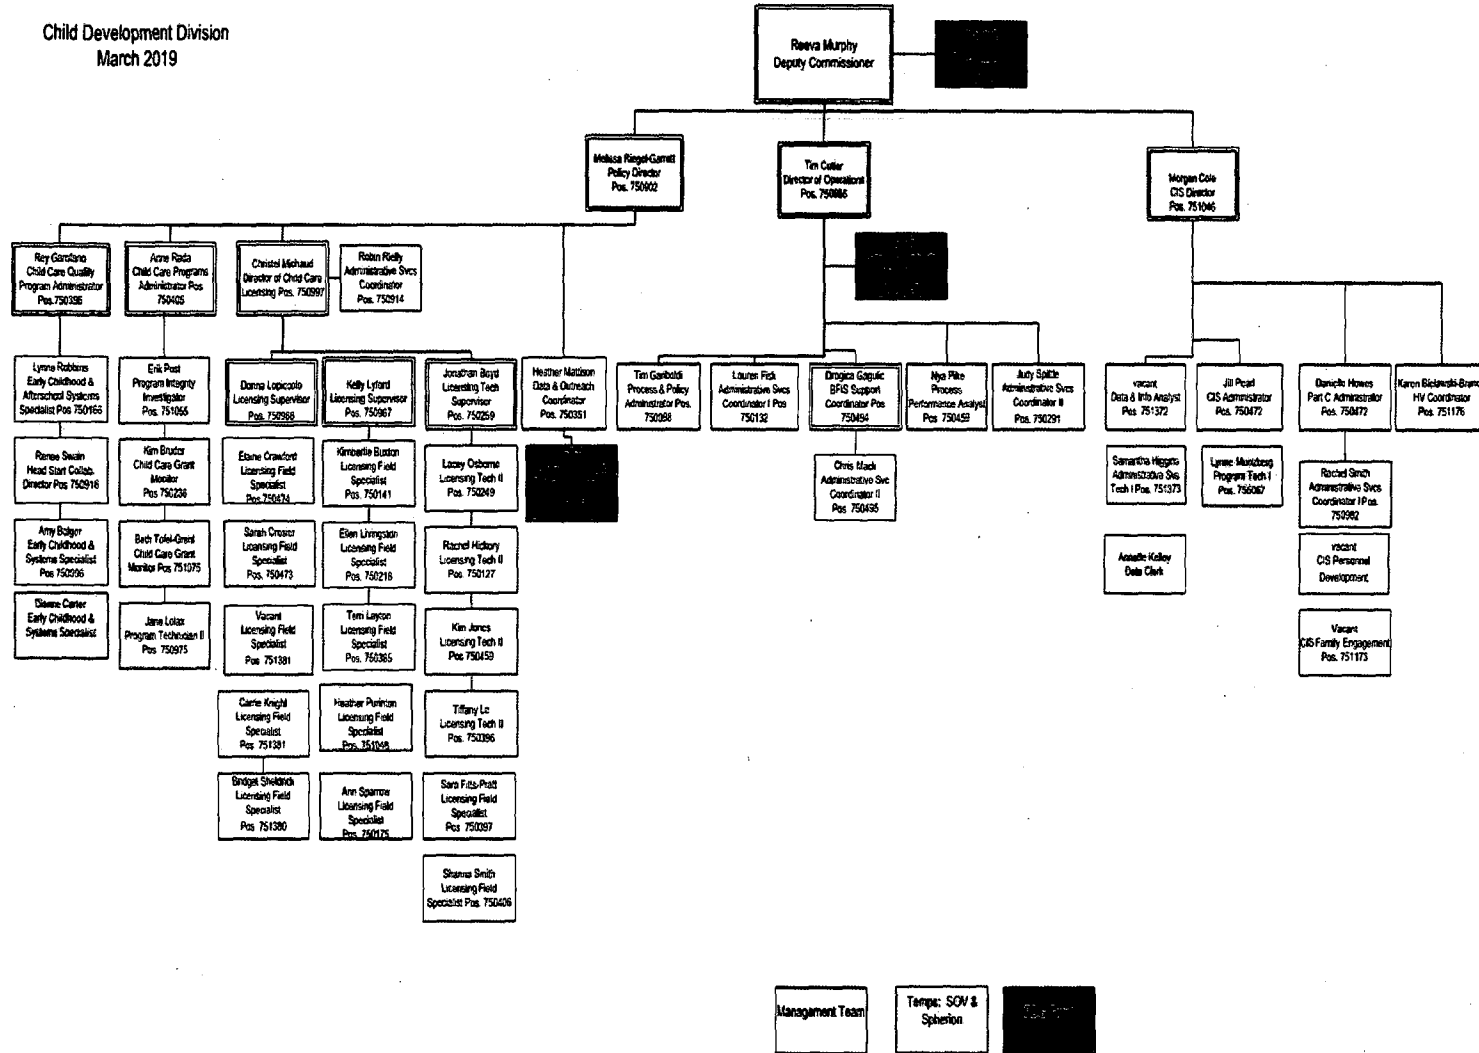 Child Development Division
March 2019
Reeva Murphy
Deputy Commissioner
Melissa Riegel-Garrett
Policy Director
Pos. 750902
Tim Cutler
Director of Operations
Pos.
Morgan Cole
CIS Director
Pos. 751046
Rey Garofano
Child Care Quality
Program Administrator
Pos.750396
Anne Rada
Child Care Programs
Administrator Pos
750405
Christel Michaud
Director of Child Care
Licensing Pos. 750997
Robin Rielly
Administrative Svcs
Coordinator
Pos. 750914
Lynne Robbins
Early Childhood &
Afterschool Systems
Specialist Pos 750166
Erik Post
Program Integrity
Investigator
Pos. 751055
Donna Lopiccolo
Licensing Supervisor
Pos. 750988
Kelly Lyford
Licensing Supervisor
Pos. 750967
Jonathan Boyd
Licensing Tech
Supervisor
Pos. 750259
Heather Mattison
Data & Outreach
Coordinator
Pos. 750351
Tim Garibaldi
Process & Policy
Administrator Pos.
750988
Lauren Fisk
Administrative Svcs
Coordinator I Pos
750132
Dragica Gagulic
BFIS Support
Coordinator Pos
750494
Nya Pike
Process
Performance Analyst
Pos 750459
Judy Spittle
Administrative Svcs
Coordinator II
Pos. 750291
vacant
Data & Info Analyst
Pos 751372
Jill Peard
CIS Administrator
Pos. 750472
Danielle Howes
Part C Administrator
Pos. 750472
Karen Bielawski-Branch
HV Coordinator
Pos. 751176
Renee Swain
Head Start Collab.
Director Pos 750916
Kim Bruder
Child Care Grant
Monitor
Pos 750236
Elaine Crawford
Licensing Field
Specialist
Pos.750474
Kimberlie Buxton
Licensing Field
Specialist
Pos. 750141
Lacey Osborne
Licensing Tech II
Pos. 750249
Chris Mack
Administrative Svc
Coordinator II
Pos 750495
Samantha Higgins
Administrative Svs
Tech I Pos. 751373
Lynne Muntzberg
Program Tech I
Pos.
Rachel Smith
Administrative Svcs
Coordinator I Pos.
750982
Amy Bolger
Early Childhood &
Systems Specialist
Pos 750996
Beth Tofel-Grent
Child Care Grant
Monitor Pos 751075
Sarah Crosier
Licensing Field
Specialist
Pos. 750473
Ellen Livingston
Licensing Field
Specialist
Pos. 750216
Rachel Hickory
Licensing Tech II
Pos. 750127
Annette Kelley
Data Clerk
vacant
CIS Personnel
Development
Dianne Carter
Early Childhood &
Systems Specialist
Jane Lolax
Program Technician II
Pos 750975
Vacant
Licensing Field
Specialist
Pos 751381
Terri Layton
Licensing Field
Specialist
Pos. 750385
Kim Jones
Licensing Tech II
Pos. 750459
Vacant
CIS Family Engagement
Pos. 751173
Carrie Knight
Licensing Field
Specialist
Pos 751381
Heather Purinton
Licensing Field
Specialist
Pos. 751048
Tiffany Le
Licensing Tech II
Pos. 750396
Bridget Sheldrick
Licensing Field
Specialist
Pos 751380
Ann Sparrow
Licensing Field
Specialist
Pos. 750175
Sara Fitts-Pratt
Licensing Field
Specialist
Pos 750397
Shanna Smith
Licensing Field
Specialist Pos. 750406
Management Team
Temps: SOV &
Spherion